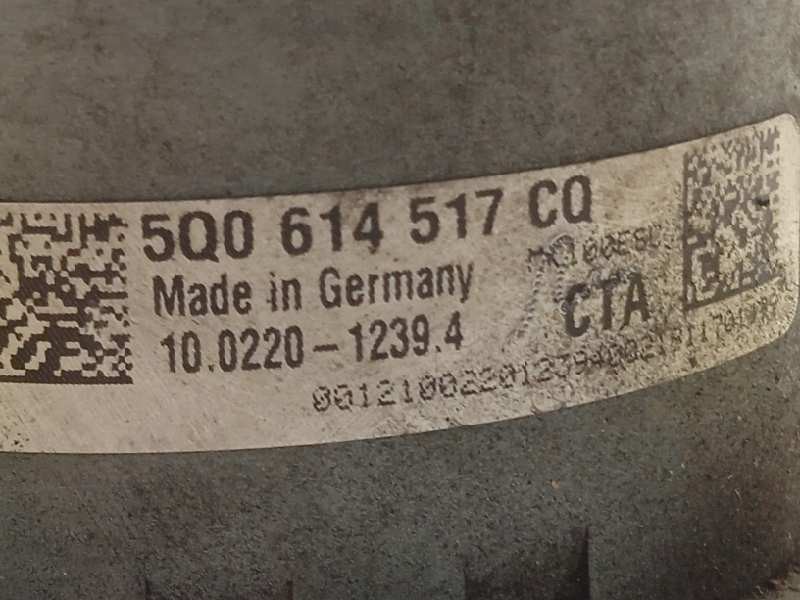 5Q0 614 517 CQ
Made in Germany
10.0220-1239.4
CTA